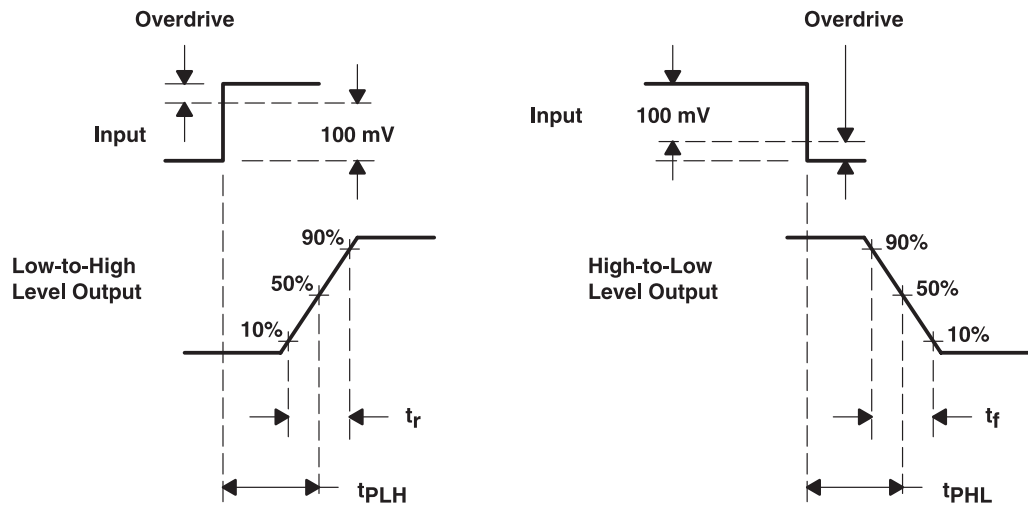 Overdrive
Input
100 mV
Low-to-High
Level Output
90%
50%
10%
tr
tPLH
Overdrive
Input
100 mV
High-to-Low
Level Output
90%
50%
10%
tf
tPHL